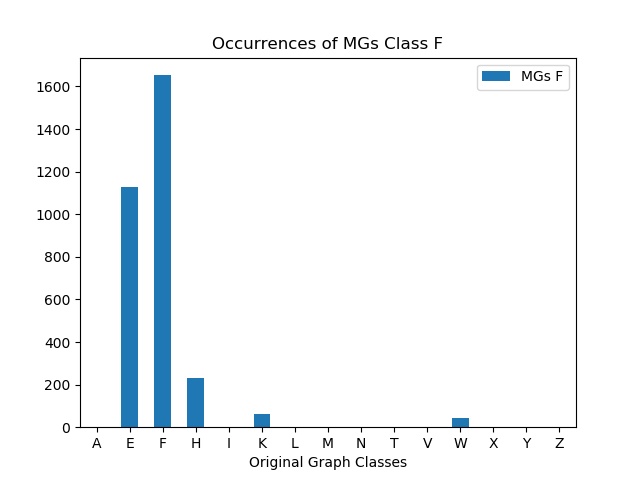 Occurrences of MGs Class F
MGs F
1600
1400
1200
1000
800
600
400
200
0
A E F H I K L M N T V W X Y Z
Original Graph Classes